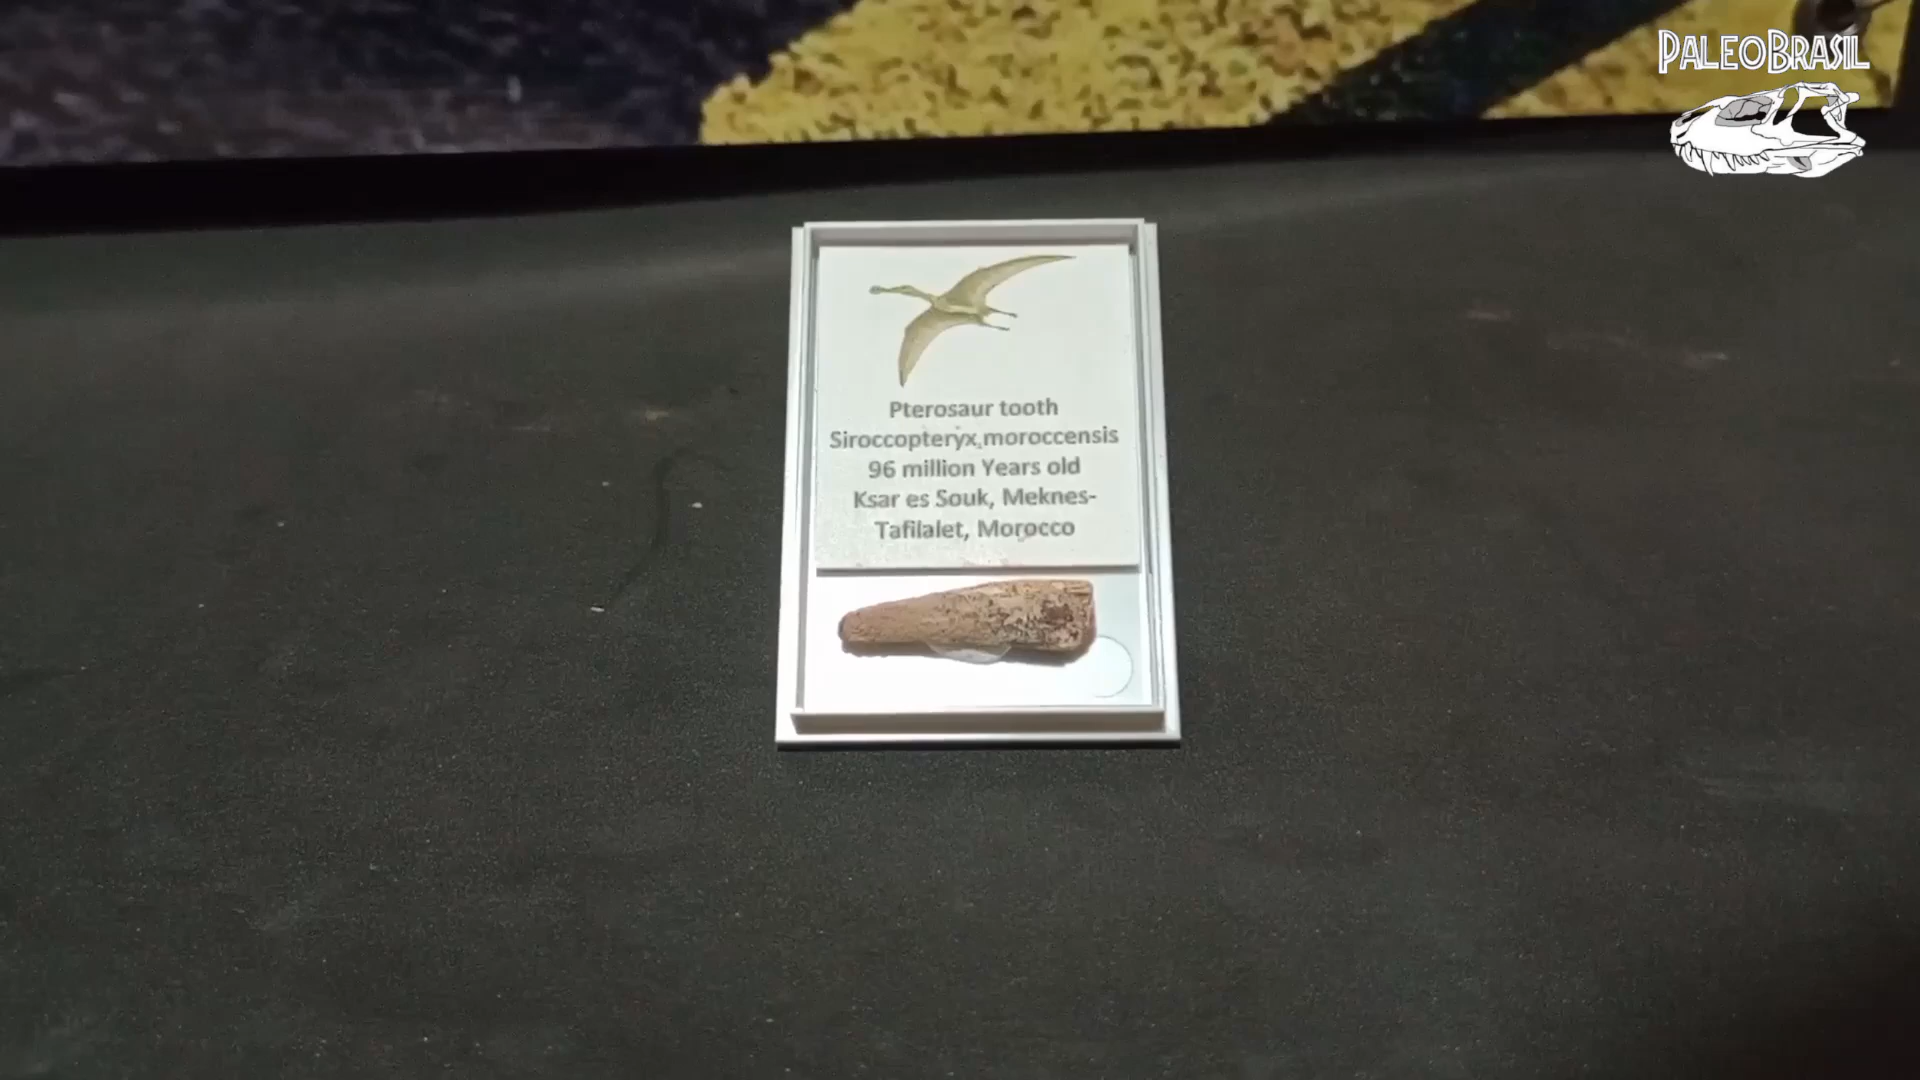 PALEOBRASIL
Pterosaur tooth
Siroccopteryx moroccensis
96 million Years old
Ksar es Souk, Meknes-
Tafilalet, Morocco